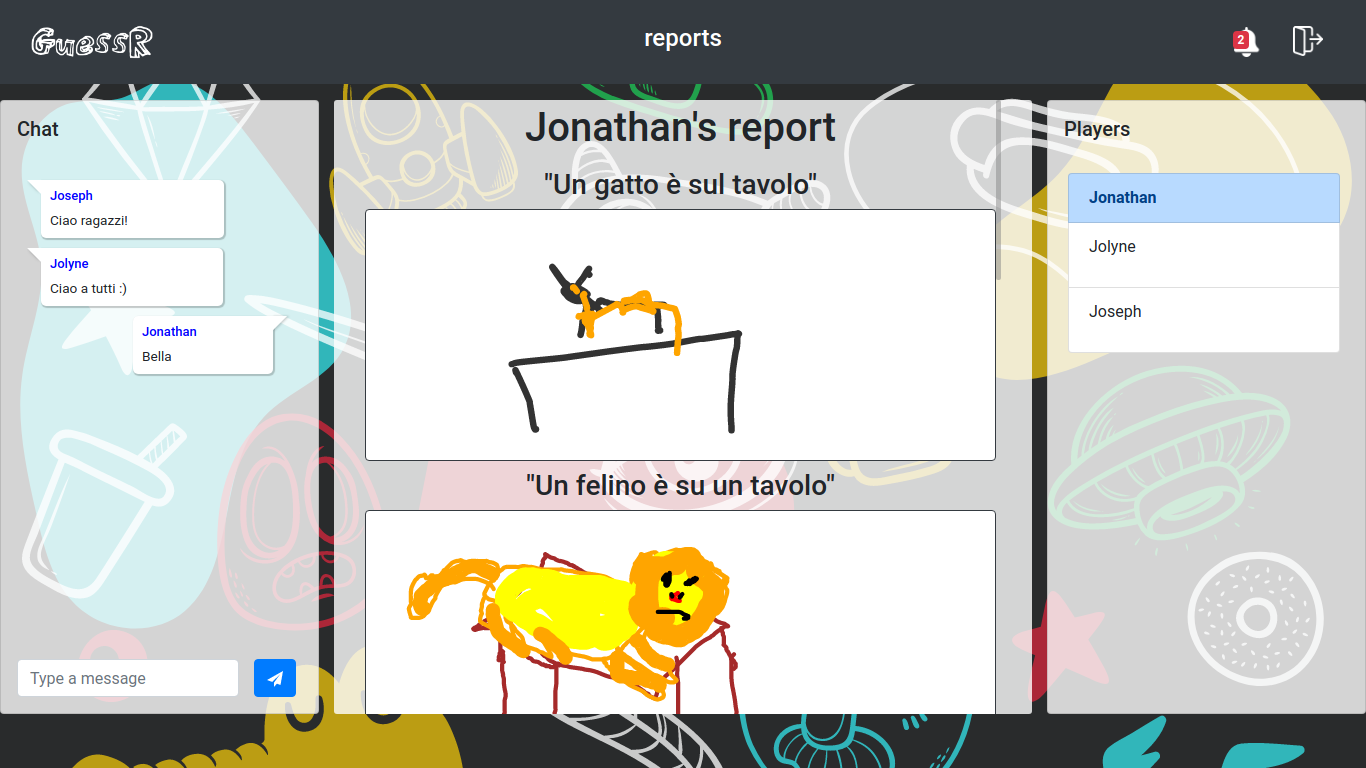 GuessR
reports
2
Chat
Joseph
Ciao ragazzi!
Jolyne
Ciao a tutti :)
Jonathan
Bella
Type a message
Jonathan's report
"Un gatto è sul tavolo"
"Un felino è su un tavolo"
Players
Jonathan
Jolyne
Joseph